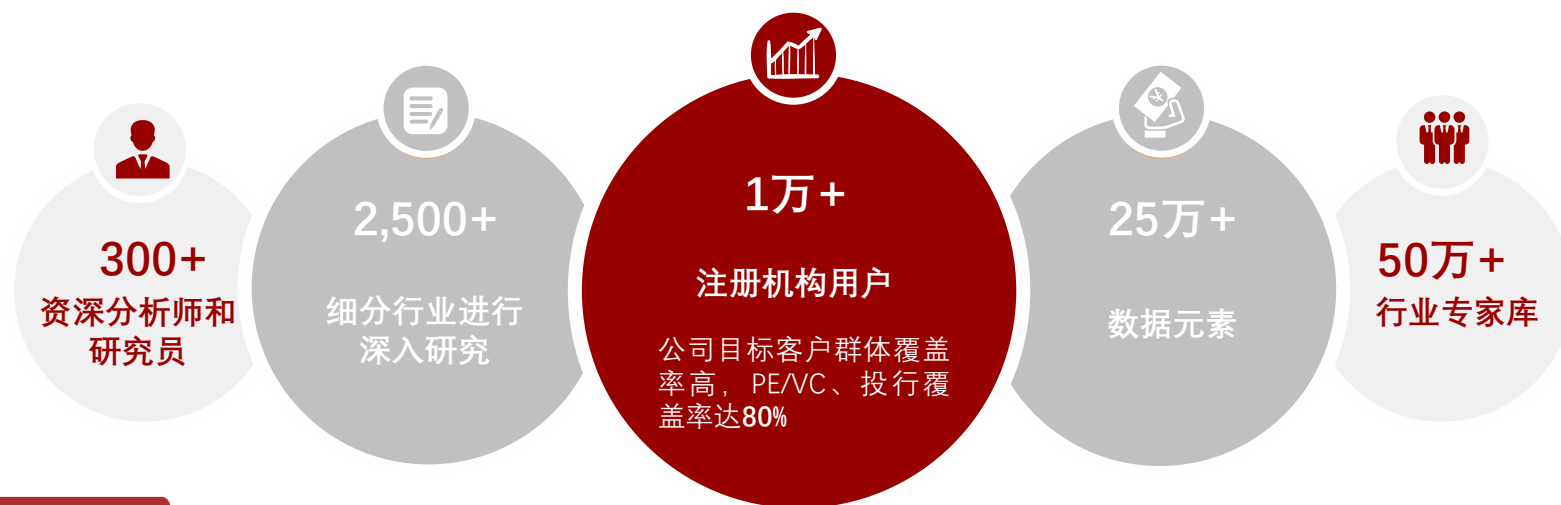 300+
资深分析师和
研究员
2,500+
细分行业进行
深入研究
1万+
注册机构用户
公司目标客户群体覆盖
率高，PE/VC、投行覆
盖率达80%
25万+
数据元素
50万+
行业专家库